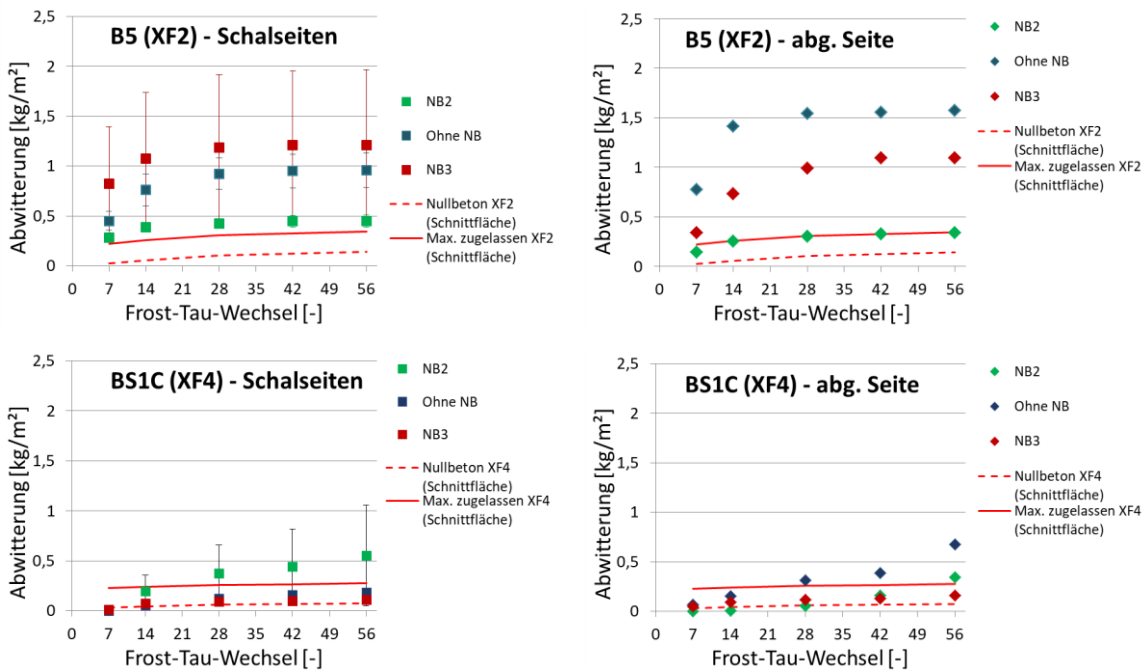 B5 (XF2) - Schalseiten
Abwitterung [kg/m²]
2,5
2
1,5
1
0,5
0
0 7 14 21 28 35 42 49 56
Frost-Tau-Wechsel [-]
NB2
Ohne NB
NB3
Nullbeton XF2
(Schnittfläche)
Max. zugelassen XF2
(Schnittfläche)
B5 (XF2) - abg. Seite
Abwitterung [kg/m²]
2,5
2
1,5
1
0,5
0
0 7 14 21 28 35 42 49 56
Frost-Tau-Wechsel [-]
NB2
Ohne NB
NB3
Nullbeton XF2
(Schnittfläche)
Max. zugelassen XF2
(Schnittfläche)
BS1C (XF4) - Schalseiten
Abwitterung [kg/m²]
2,5
2
1,5
1
0,5
0
0 7 14 21 28 35 42 49 56
Frost-Tau-Wechsel [-]
NB2
Ohne NB
NB3
Nullbeton XF4
(Schnittfläche)
Max. zugelassen XF4
(Schnittfläche)
BS1C (XF4) - abg. Seite
Abwitterung [kg/m²]
2,5
2
1,5
1
0,5
0
0 7 14 21 28 35 42 49 56
Frost-Tau-Wechsel [-]
NB2
Ohne NB
NB3
Nullbeton XF4
(Schnittfläche)
Max. zugelassen XF4
(Schnittfläche)